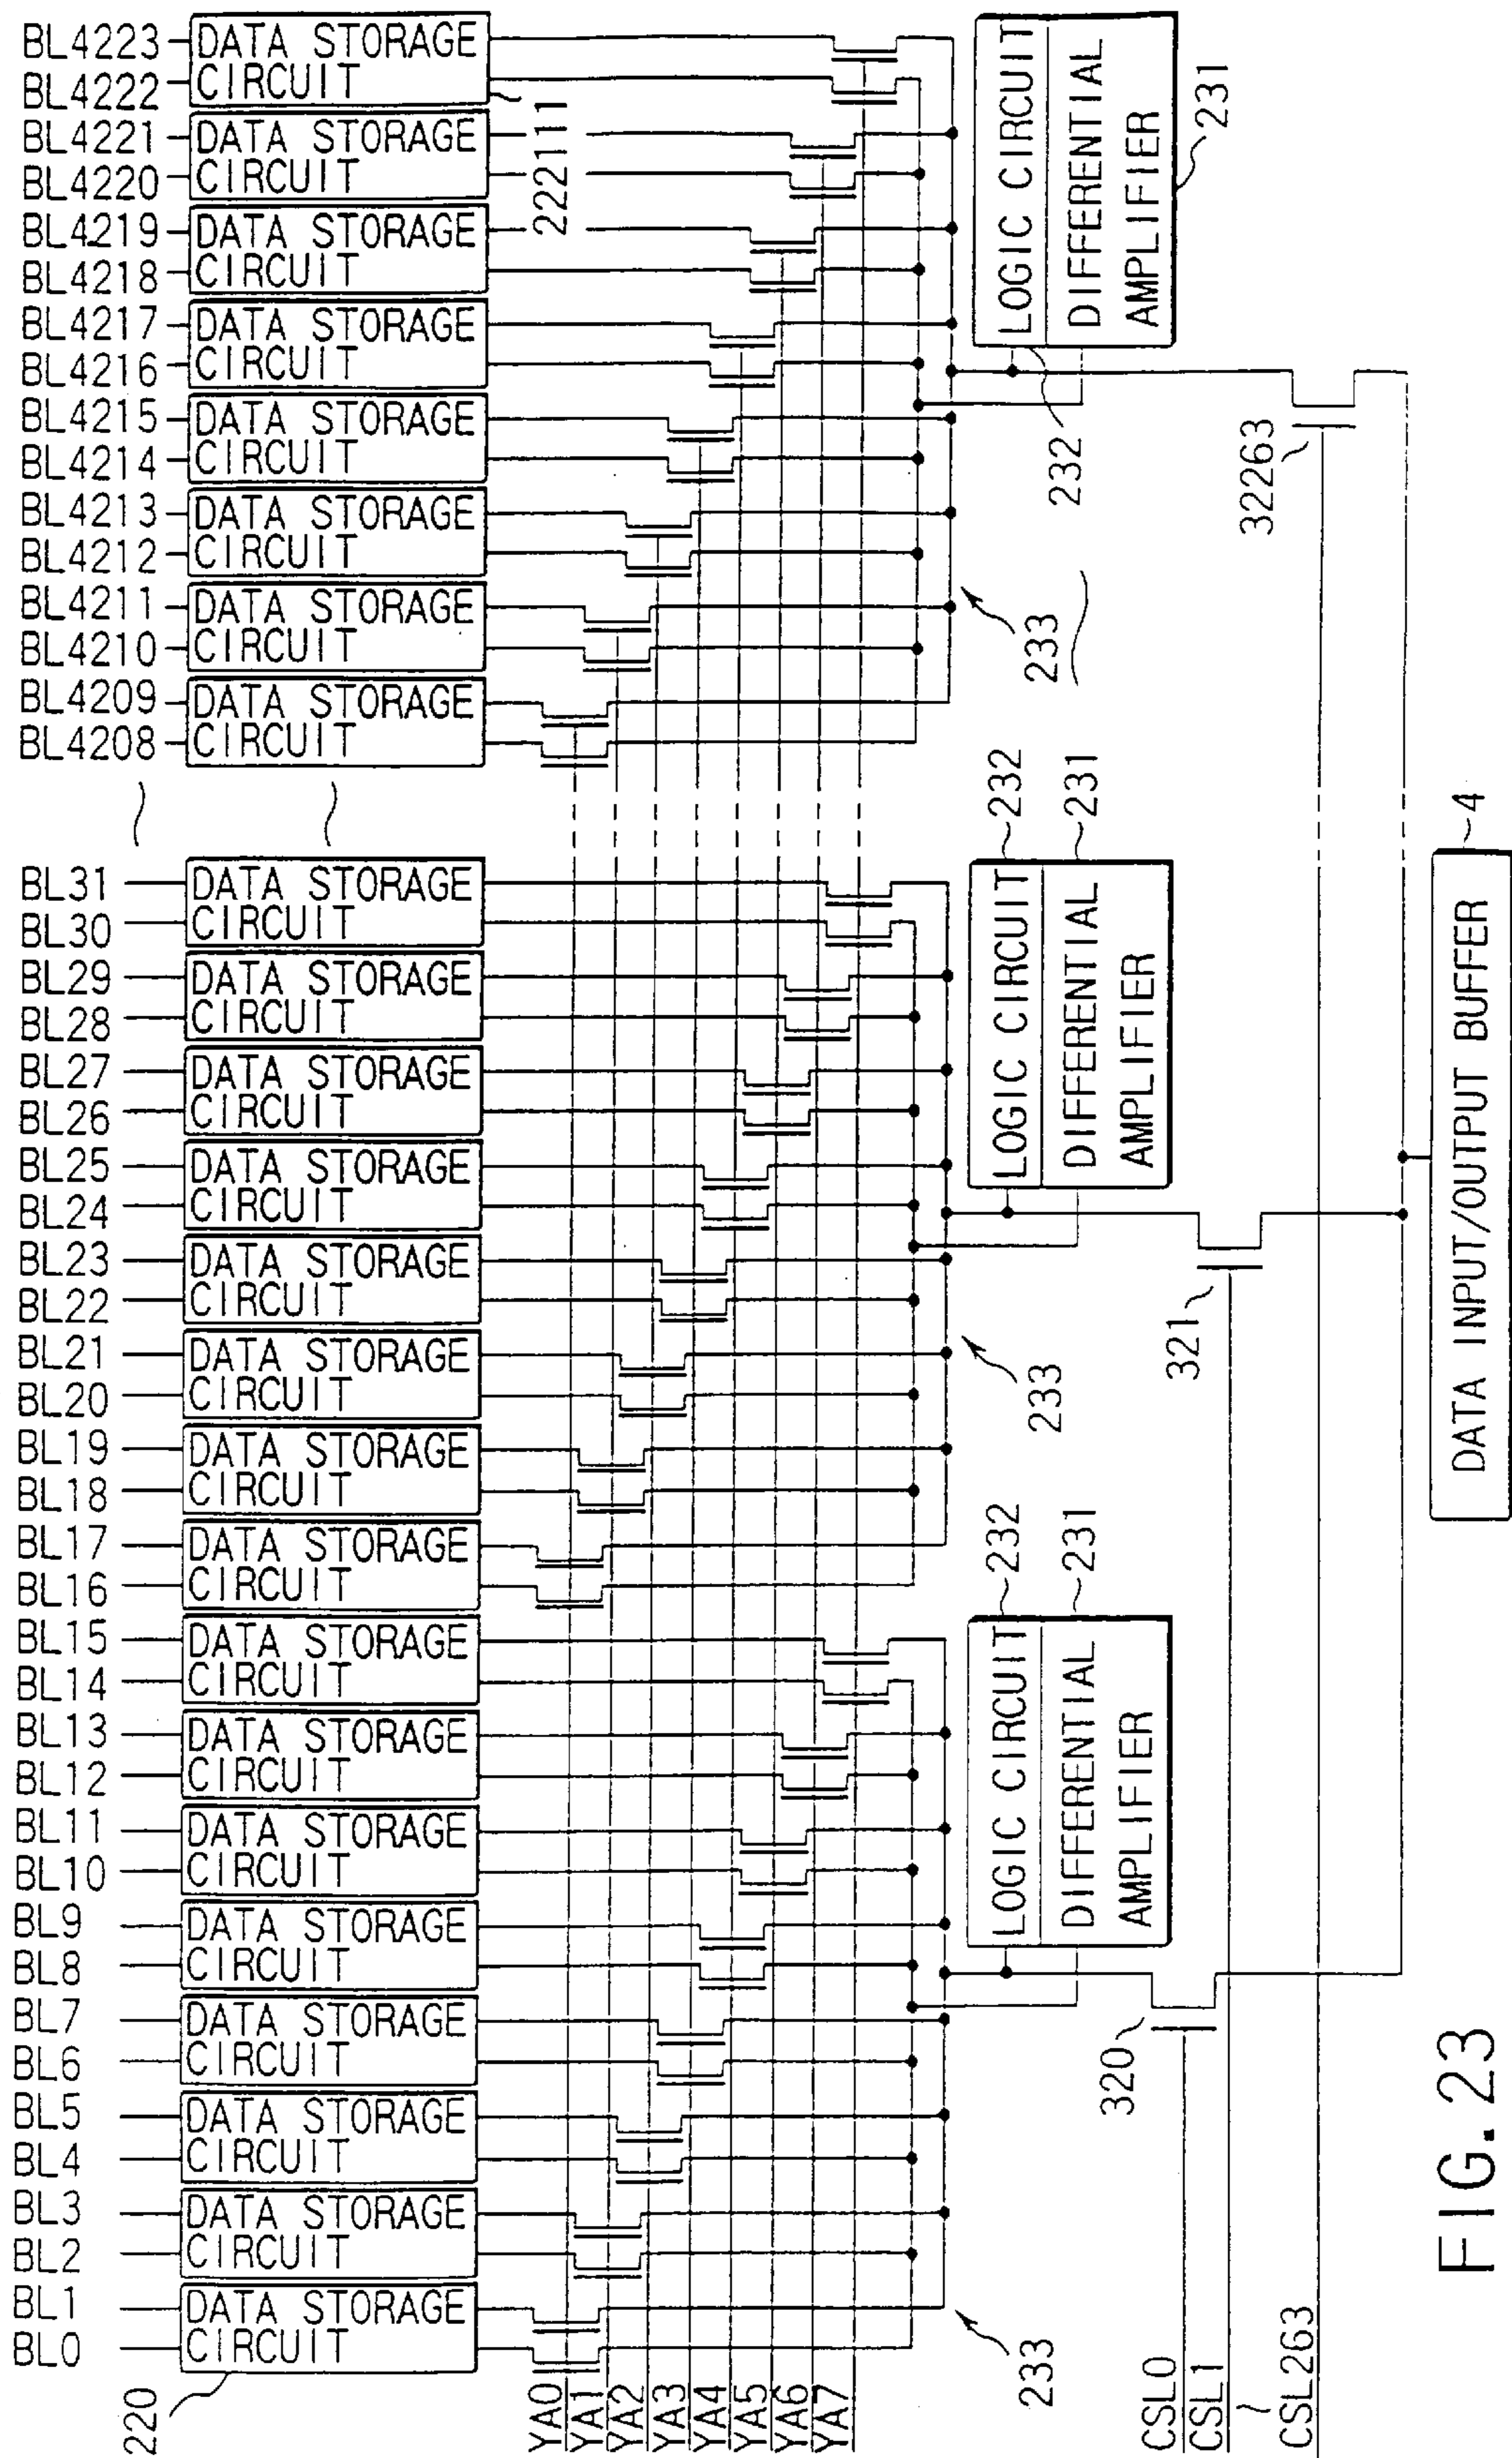 BL4223
BL4222
DATA STORAGE
CIRCUIT
BL4221
BL4220
DATA STORAGE
CIRCUIT
BL4219
BL4218
DATA STORAGE
CIRCUIT
BL4217
BL4216
DATA STORAGE
CIRCUIT
BL4215
BL4214
DATA STORAGE
CIRCUIT
BL4213
BL4212
DATA STORAGE
CIRCUIT
BL4211
BL4210
DATA STORAGE
CIRCUIT
BL4209
BL4208
DATA STORAGE
CIRCUIT
222111
LOGIC CIRCUIT
DIFFERENTIAL
AMPLIFIER
231
232
233
32263
BL31
BL30
DATA STORAGE
CIRCUIT
BL29
BL28
DATA STORAGE
CIRCUIT
BL27
BL26
DATA STORAGE
CIRCUIT
BL25
BL24
DATA STORAGE
CIRCUIT
BL23
BL22
DATA STORAGE
CIRCUIT
BL21
BL20
DATA STORAGE
CIRCUIT
BL19
BL18
DATA STORAGE
CIRCUIT
BL17
BL16
DATA STORAGE
CIRCUIT
LOGIC CIRCUIT
DIFFERENTIAL
AMPLIFIER
232
231
233
321
BL15
BL14
DATA STORAGE
CIRCUIT
BL13
BL12
DATA STORAGE
CIRCUIT
BL11
BL10
DATA STORAGE
CIRCUIT
BL9
BL8
DATA STORAGE
CIRCUIT
BL7
BL6
DATA STORAGE
CIRCUIT
BL5
BL4
DATA STORAGE
CIRCUIT
BL3
BL2
DATA STORAGE
CIRCUIT
BL1
BL0
DATA STORAGE
CIRCUIT
220
LOGIC CIRCUIT
DIFFERENTIAL
AMPLIFIER
232
231
233
320
YA0
YA1
YA2
YA3
YA4
YA5
YA6
YA7
CSL0
CSL1
CSL263
DATA INPUT/OUTPUT BUFFER
4
FIG. 23